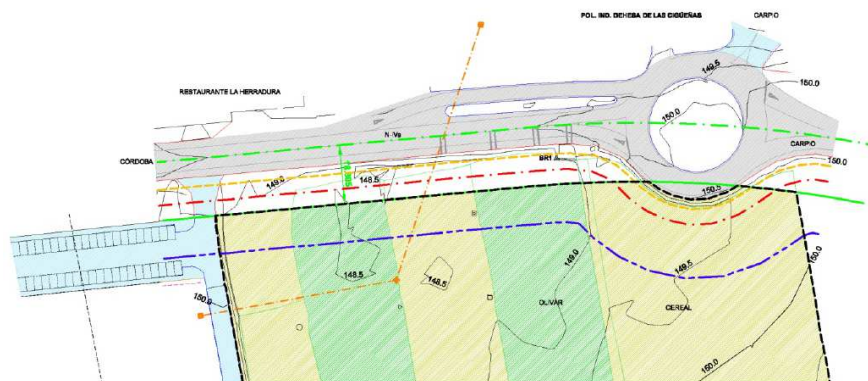 POL. IND. DEHESA DE LAS CIGÜEÑAS
CARPIO
149.5
150.0
RESTAURANTE LA HERRADURA
150.0
N-IVa
CÓRDOBA
CARPIO
BR1
150.0
149.0
148.5
150.5
149.0
149.5
148.5
148.5
150.0
150.0
OLIVAR
CEREAL
150.0